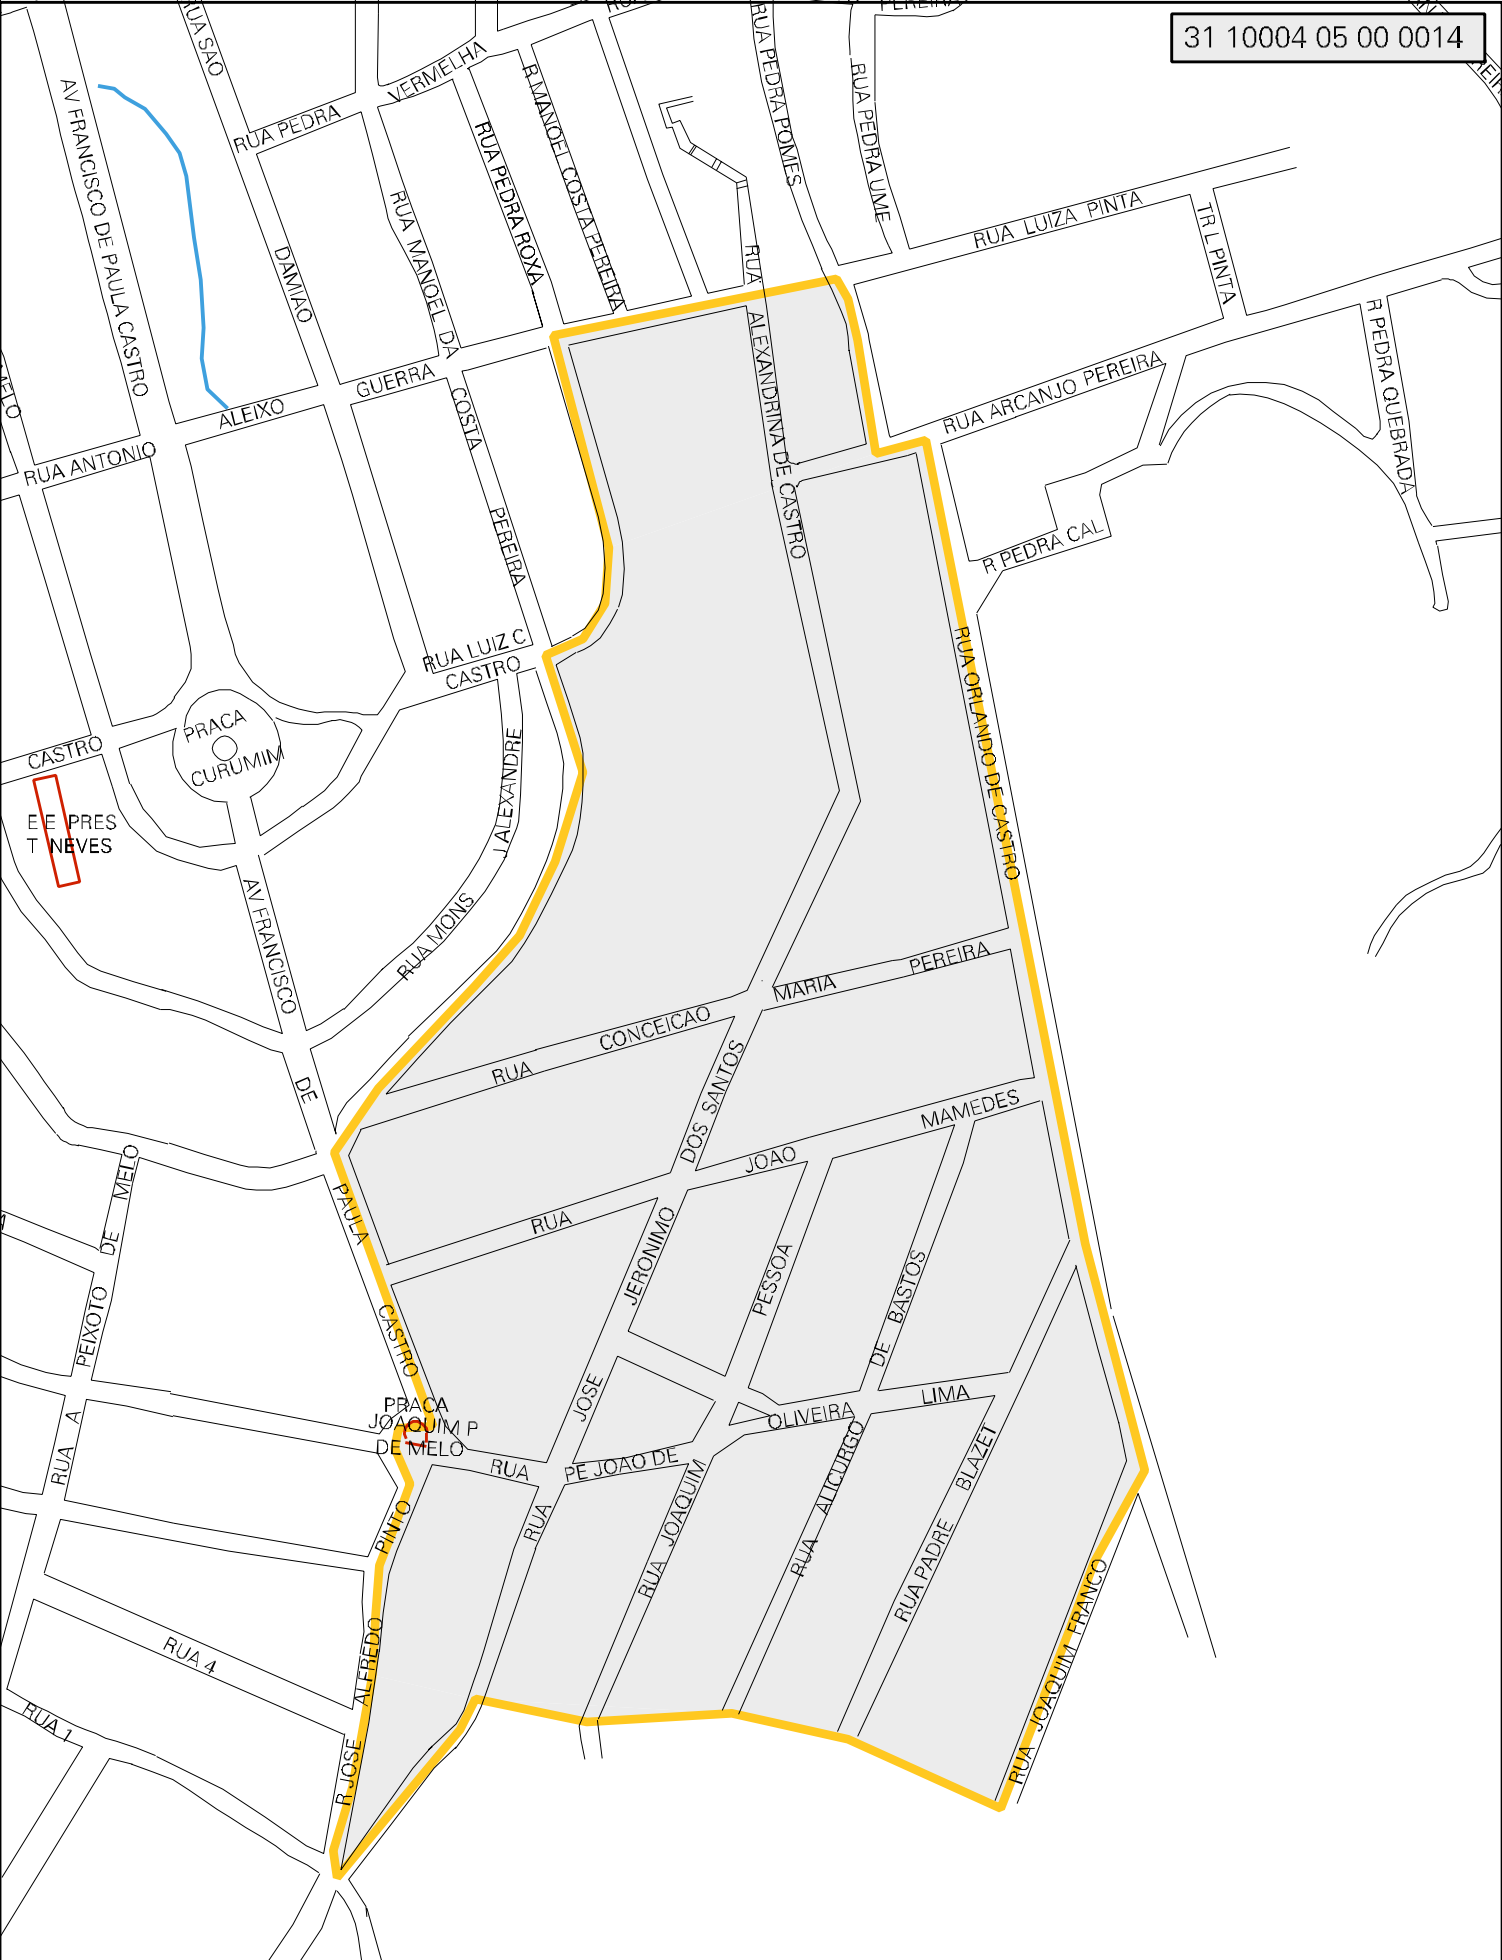 31 10004 05 00 0014
RUA SAO
DAMIAO
RUA PEDRA POMES
RUA PEDRA UME
PEREIRA
AV FRANCISCO DE PAULA CASTRO
RUA PEDRA
VERMELHA
R MANOEL COSTA PEREIRA
RUA PEDRA ROXA
RUA MANOEL DA
COSTA
PEREIRA
RUA LUIZA PINTA
TR L PINTA
R PEDRA QUEBRADA
RUA ARCANJO PEREIRA
R PEDRA CAL
RUA
ALEXANDRINA DE CASTRO
RUA ANTONIO
ALEIXO
GUERRA
MELO
RUA LUIZ C
CASTRO
RUA ORLANDO DE CASTRO
PRACA
CURUMIM
CASTRO
E E PRES
T NEVES
J ALEXANDRE
RUA MONS
AV FRANCISCO
DE
PAULA
CASTRO
RUA
CONCEICAO
MARIA
PEREIRA
DOS SANTOS
JERONIMO
JOSE
RUA
RUA
JOAO
MAMEDES
PESSOA
DE BASTOS
MELO
DE
PEIXOTO
RUA A
PRACA
JOAQUIM P
DE MELO
RUA
PE JOAO DE
OLIVEIRA
LIMA
RUA JOAQUIM
RUA ALICURGO
RUA PADRE BLAZET
RUA JOAQUIM FRANCO
PINTO
ALFREDO
R JOSE
RUA 4
RUA 1